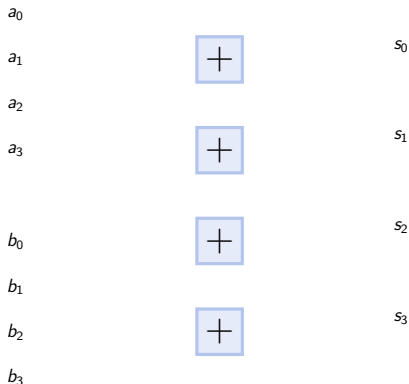 a₀
a₁
a₂
a₃
b₀
b₁
b₂
b₃
+
+
+
+
s₀
s₁
s₂
s₃